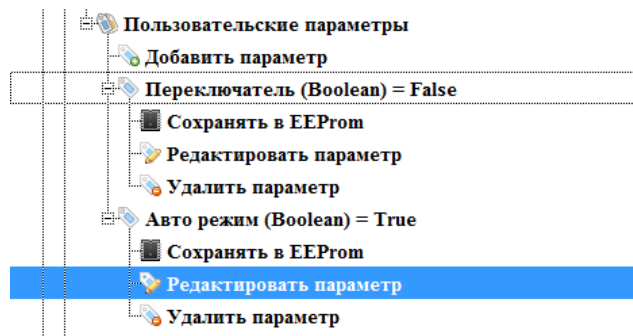 Пользовательские параметры
Добавить параметр
Переключатель (Boolean) = False
Сохранять в EEProm
Редактировать параметр
Удалить параметр
Авто режим (Boolean) = True
Сохранять в EEProm
Редактировать параметр
Удалить параметр